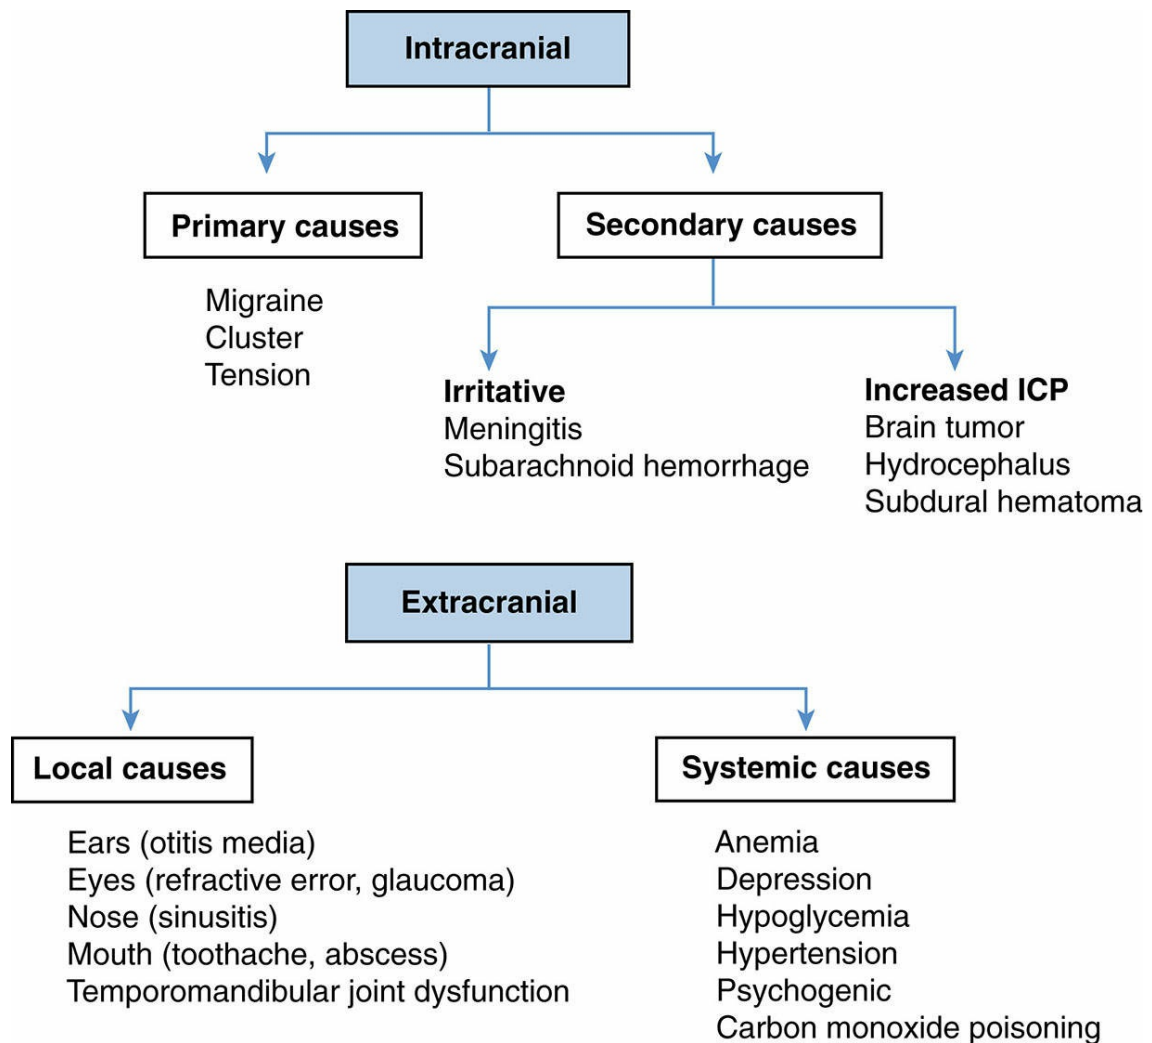 Intracranial
Primary causes
Migraine
Cluster
Tension
Secondary causes
Irritative
Meningitis
Subarachnoid hemorrhage
Increased ICP
Brain tumor
Hydrocephalus
Subdural hematoma
Extracranial
Local causes
Ears (otitis media)
Eyes (refractive error, glaucoma)
Nose (sinusitis)
Mouth (toothache, abscess)
Temporomandibular joint dysfunction
Systemic causes
Anemia
Depression
Hypoglycemia
Hypertension
Psychogenic
Carbon monoxide poisoning